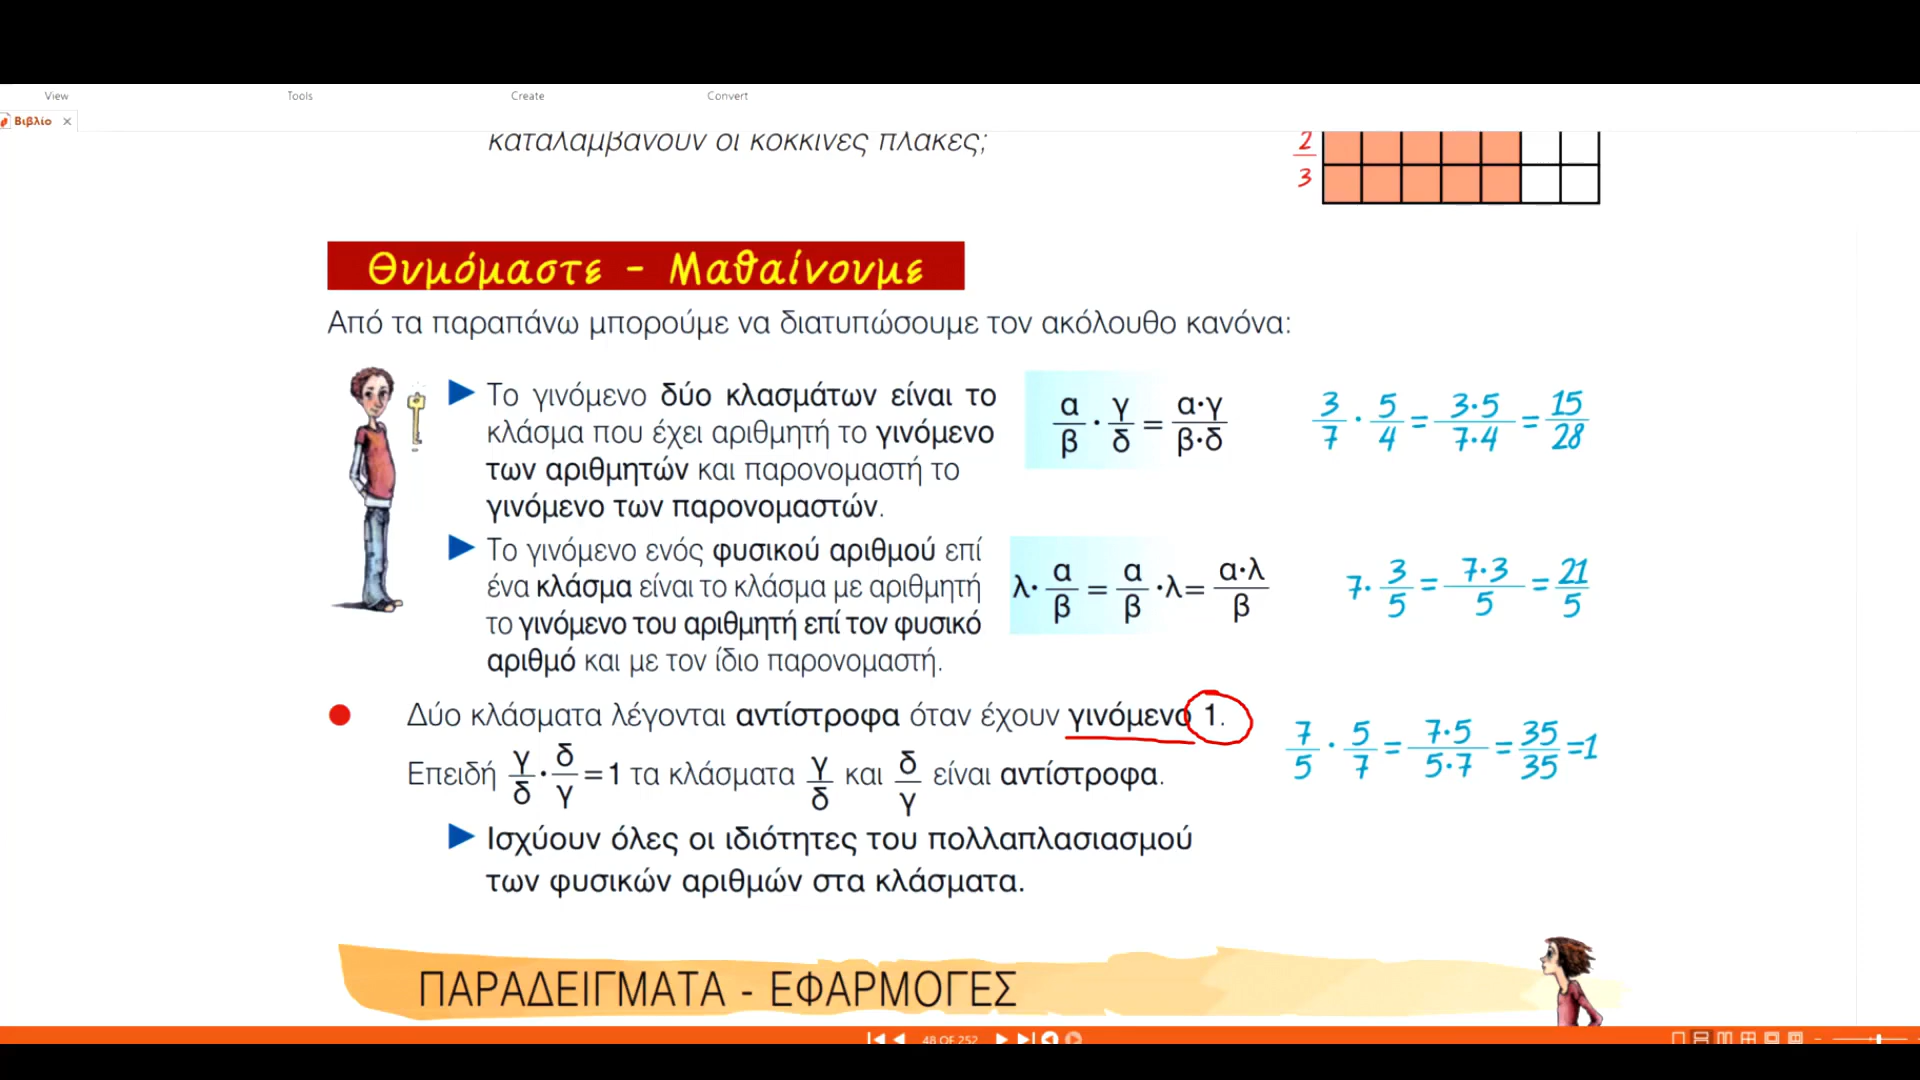 View Tools Create Convert
Βιβλίο
καταλαμβάνουν οι κόκκινες πλάκες;
2
3
Θυμόμαστε - Μαθαίνουμε
Από τα παραπάνω μπορούμε να διατυπώσουμε τον ακόλουθο κανόνα:
Το γινόμενο δύο κλασμάτων είναι το
κλάσμα που έχει αριθμητή το γινόμενο
των αριθμητών και παρονομαστή το
γινόμενο των παρονομαστών.
α/β · γ/δ = α·γ/β·δ
3/7 · 5/4 = 3·5/7·4 = 15/28
Το γινόμενο ενός φυσικού αριθμού επί
ένα κλάσμα είναι το κλάσμα με αριθμητή
το γινόμενο του αριθμητή επί τον φυσικό
αριθμό και με τον ίδιο παρονομαστή.
λ· α/β = α/β ·λ= α·λ/β
7· 3/5 = 7·3/5 = 21/5
Δύο κλάσματα λέγονται αντίστροφα όταν έχουν γινόμενο 1.
Επειδή γ/δ · δ/γ = 1 τα κλάσματα γ/δ και δ/γ είναι αντίστροφα.
7/5 · 5/7 = 7·5/5·7 = 35/35 =1
Ισχύουν όλες οι ιδιότητες του πολλαπλασιασμού
των φυσικών αριθμών στα κλάσματα.
ΠΑΡΑΔΕΙΓΜΑΤΑ - ΕΦΑΡΜΟΓΕΣ
48 OF 252